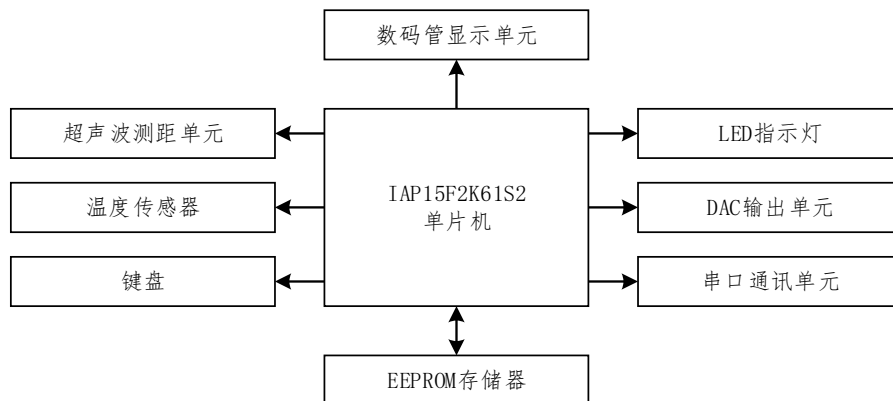 数码管显示单元
超声波测距单元
LED指示灯
IAP15F2K61S2
单片机
温度传感器
DAC输出单元
键盘
串口通讯单元
EEPROM存储器